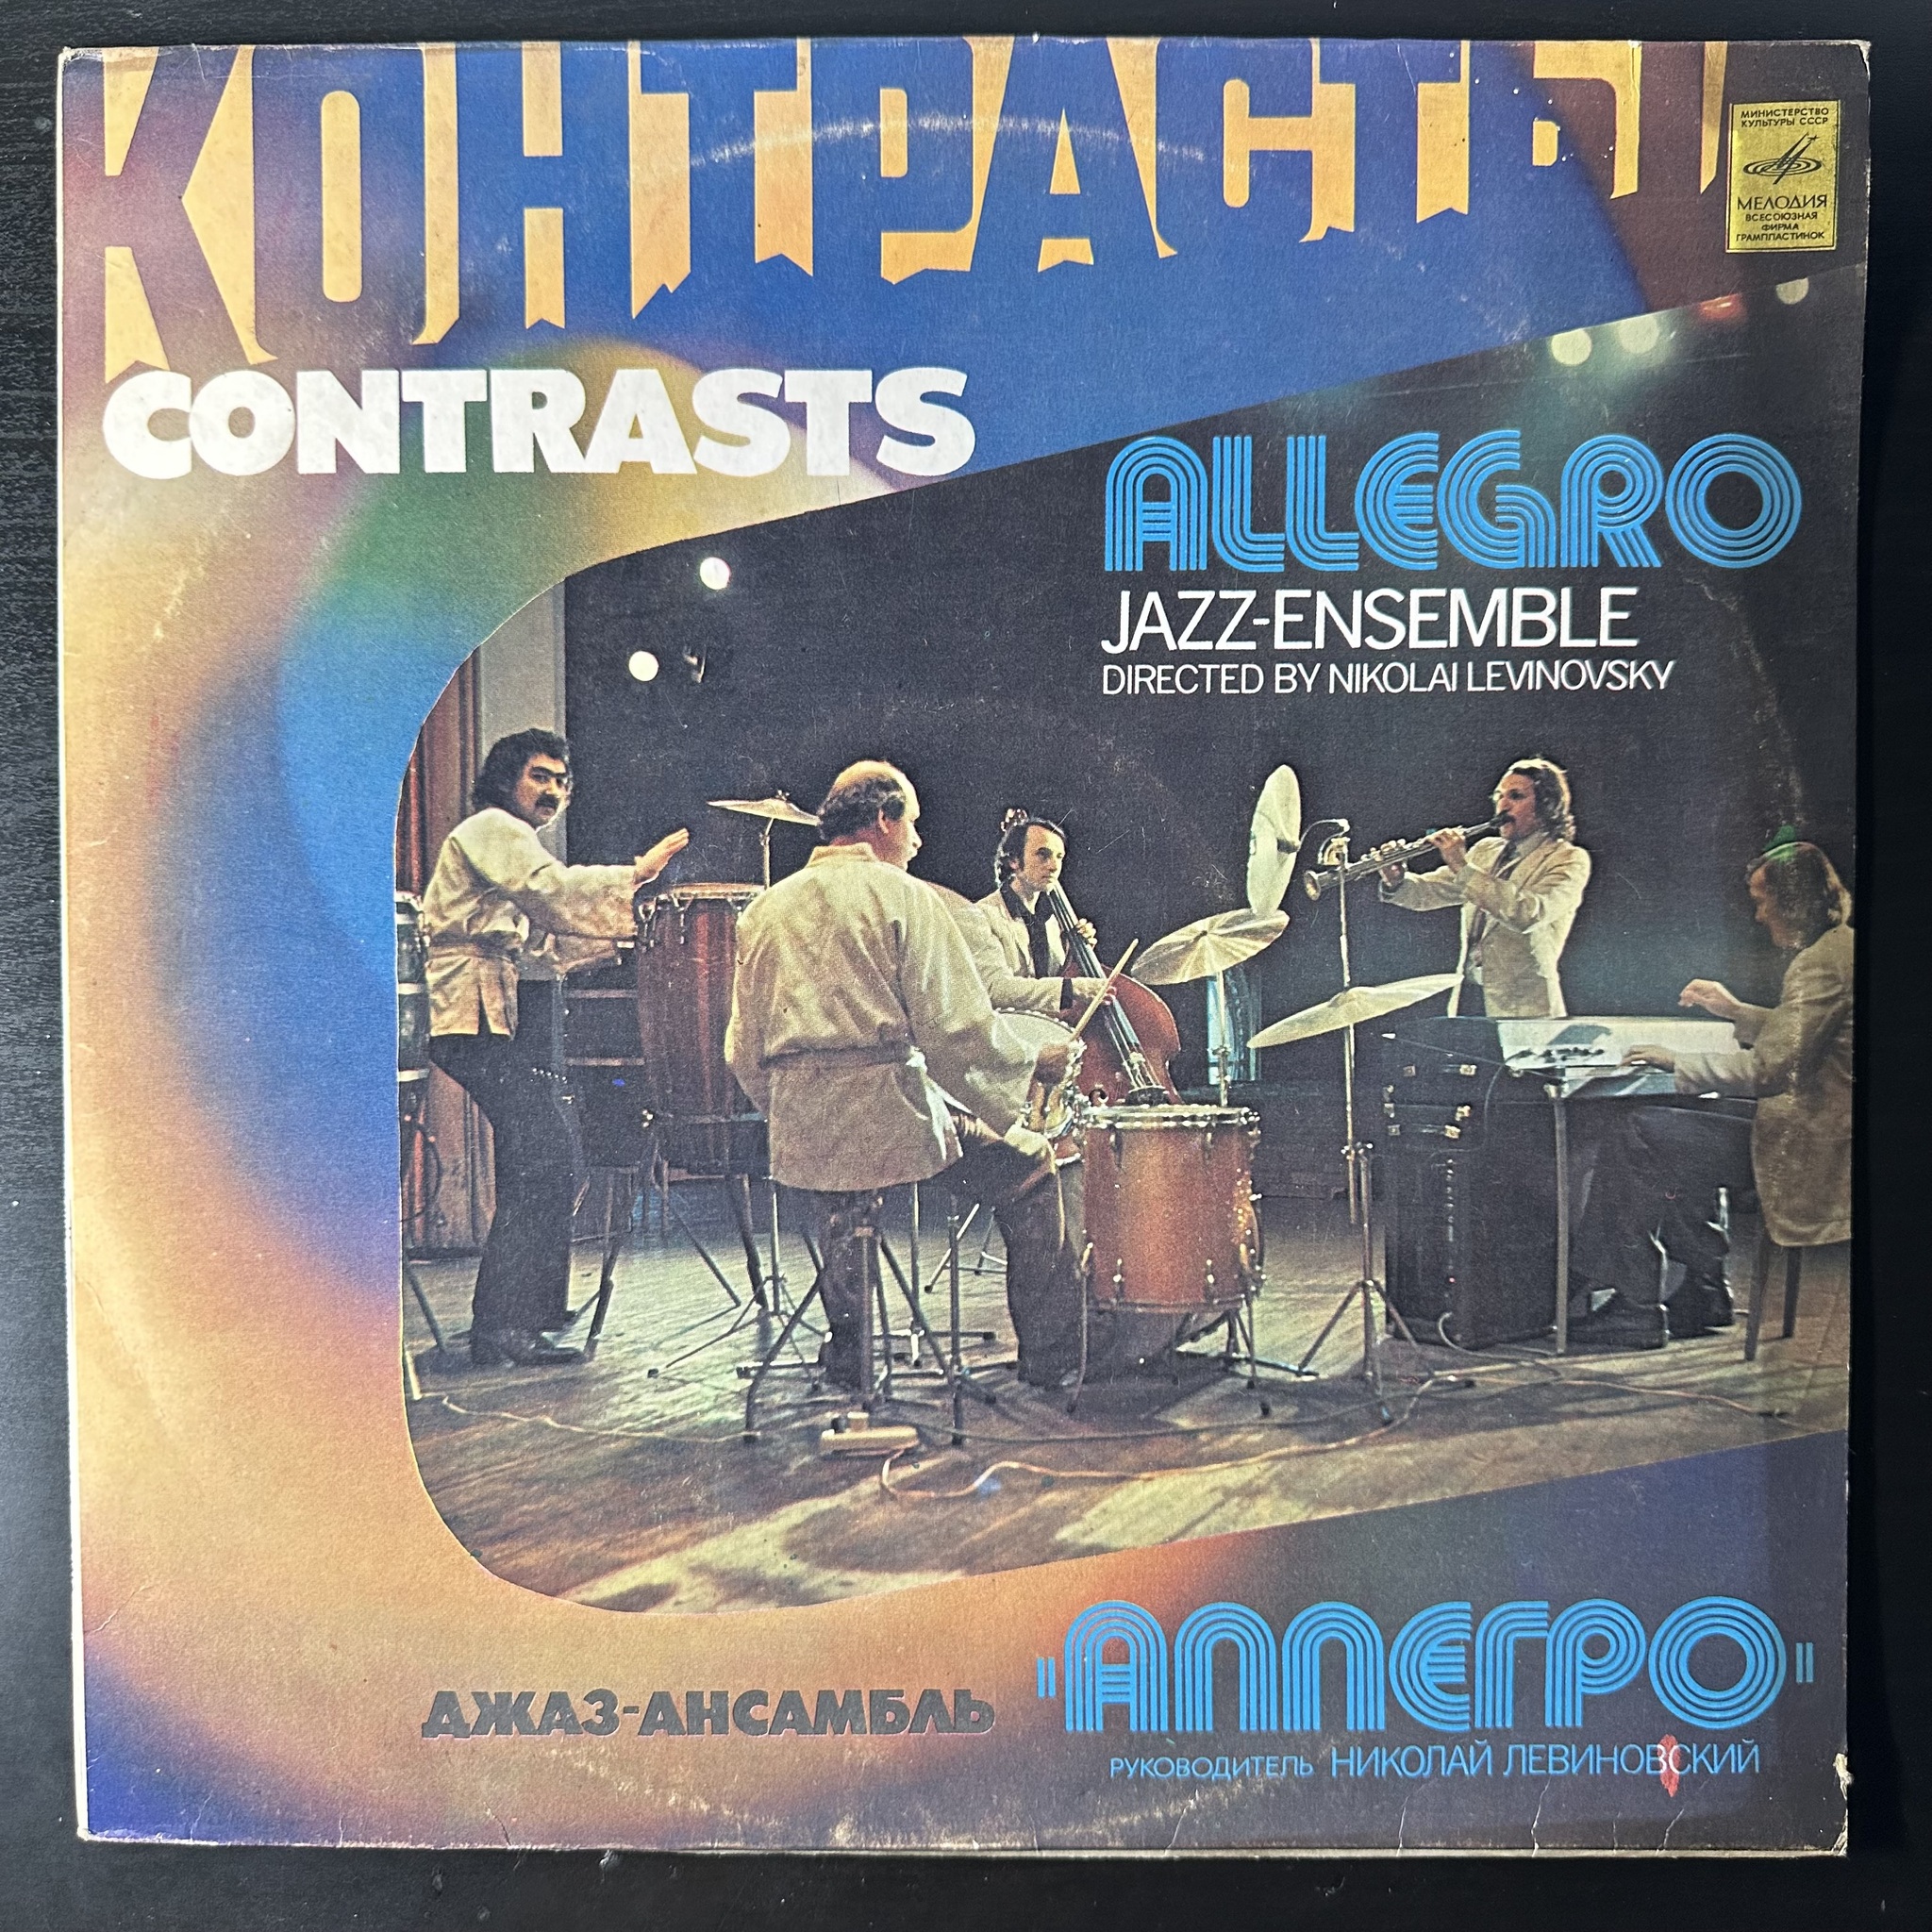 КОНТРАСТЫ
МИНИСТЕРСТВО
КУЛЬТУРЫ СССР
МЕЛОДИЯ
ВСЕСОЮЗНАЯ
ФИРМА
ГРАМПЛАСТИНОК
CONTRASTS
ALLEGRO
JAZZ-ENSEMBLE
DIRECTED BY NIKOLAI LEVINOVSKY
ДЖАЗ-АНСАМБЛЬ "АЛЛЕГРО"
РУКОВОДИТЕЛЬ НИКОЛАЙ ЛЕВИНОВСКИЙ